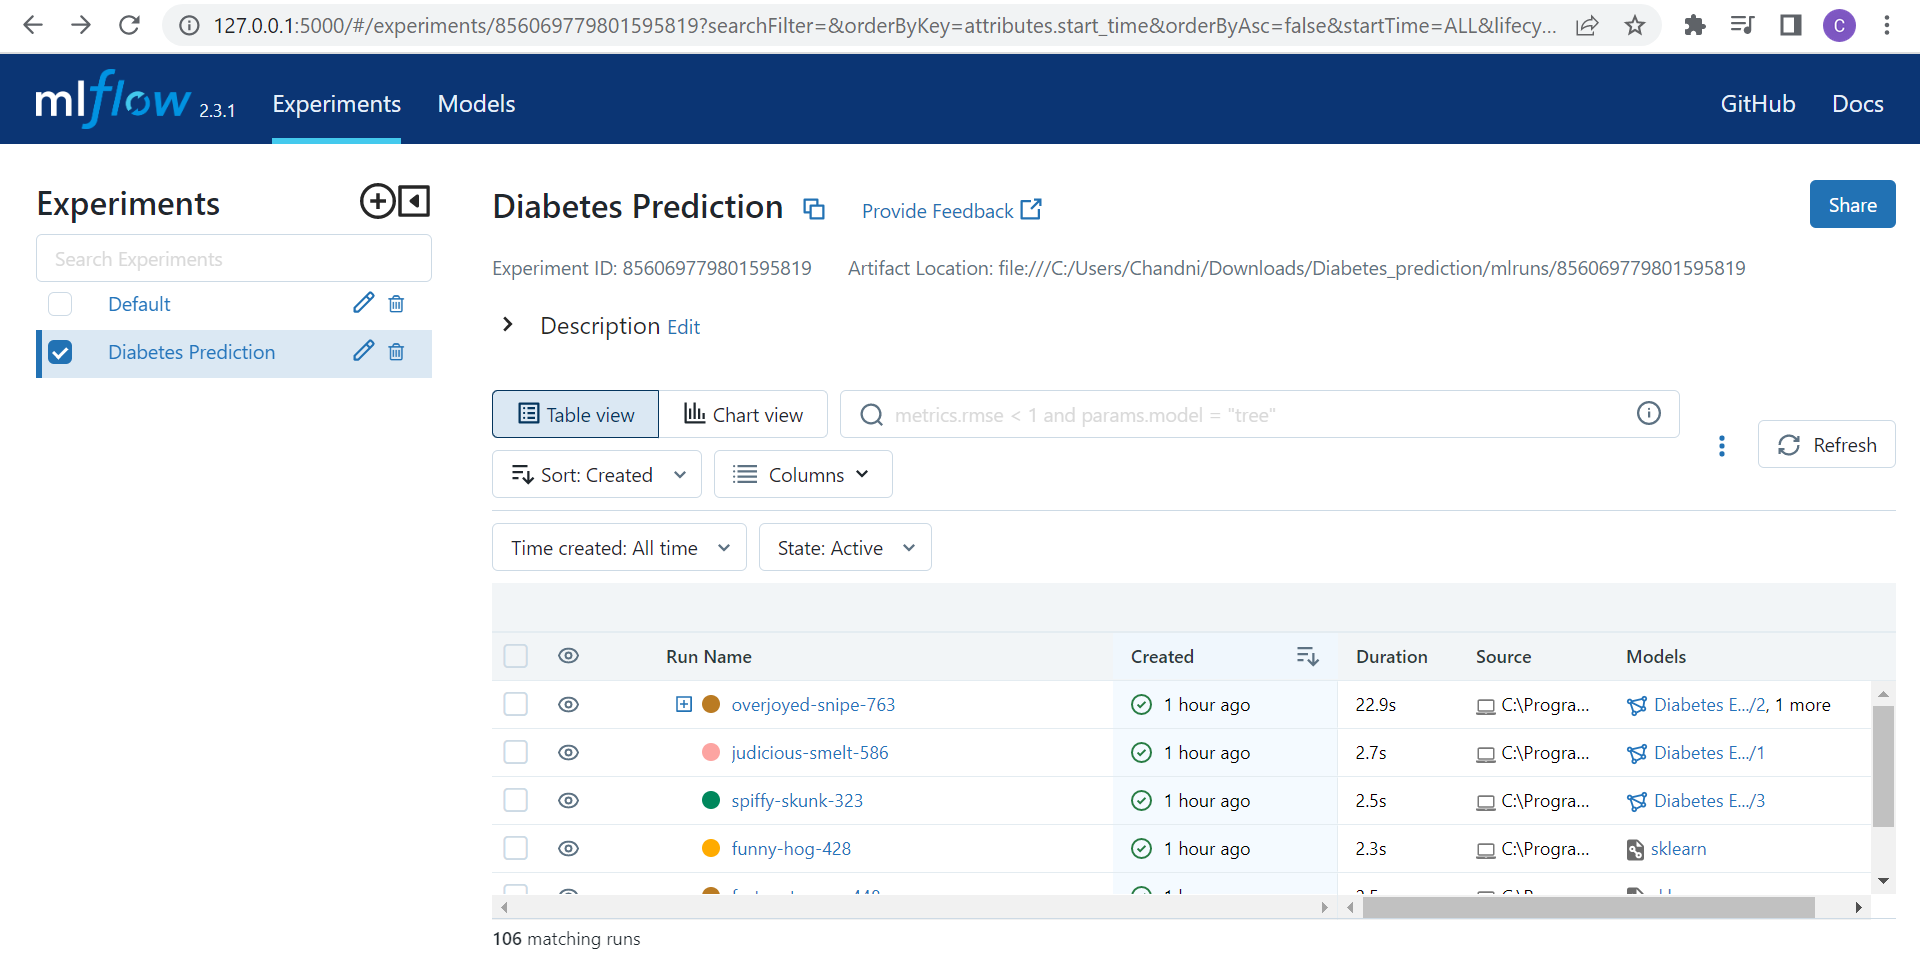 127.0.0.1:5000/#/experiments/856069779801595819?searchFilter=&orderByKey=attributes.start_time&orderByAsc=false&startTime=ALL&lifecy...
C
mlflow 2.3.1 Experiments Models GitHub Docs
Experiments
Search Experiments
Default
Diabetes Prediction
Diabetes Prediction Provide Feedback Share
Experiment ID: 856069779801595819 Artifact Location: file:///C:/Users/Chandni/Downloads/Diabetes_prediction/mlruns/856069779801595819
Description Edit
Table view Chart view metrics.rmse < 1 and params.model = "tree"
Refresh
Sort: Created Columns
Time created: All time State: Active
Run Name Created Duration Source Models
overjoyed-snipe-763 1 hour ago 22.9s C:\Progra... Diabetes E.../2, 1 more
judicious-smelt-586 1 hour ago 2.7s C:\Progra... Diabetes E.../1
spiffy-skunk-323 1 hour ago 2.5s C:\Progra... Diabetes E.../3
funny-hog-428 1 hour ago 2.3s C:\Progra... sklearn
106 matching runs